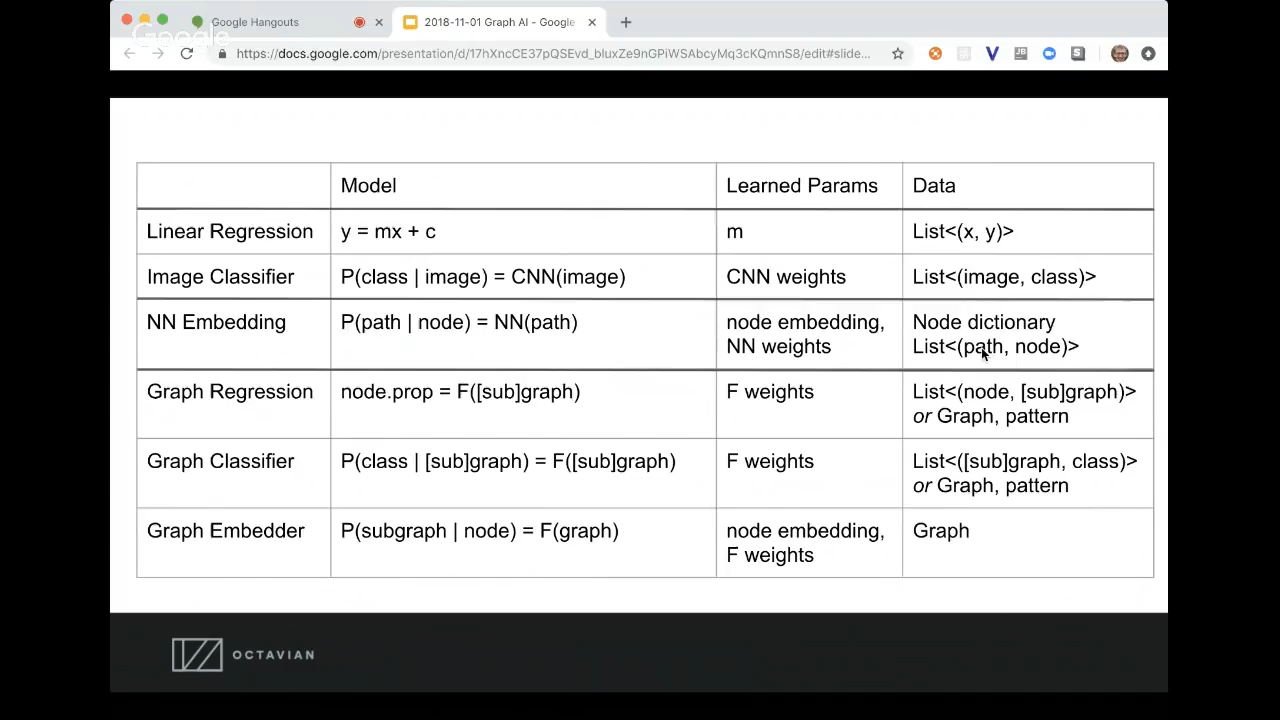 Google Hangouts
2018-11-01 Graph AI - Google
Google
https://docs.google.com/presentation/d/17hXncCE37pQSEvd_bluxZe9nGPiWSAbcyMq3cKQmnS8/edit#slide...
JB
S
Model Learned Params Data
Linear Regression y = mx + c m List<(x, y)>
Image Classifier P(class | image) = CNN(image) CNN weights List<(image, class)>
NN Embedding P(path | node) = NN(path) node embedding, Node dictionary
NN weights List<(path, node)>
Graph Regression node.prop = F([sub]graph) F weights List<(node, [sub]graph)>
or Graph, pattern
Graph Classifier P(class | [sub]graph) = F([sub]graph) F weights List<([sub]graph, class)>
or Graph, pattern
Graph Embedder P(subgraph | node) = F(graph) node embedding, Graph
F weights
OCTAVIAN